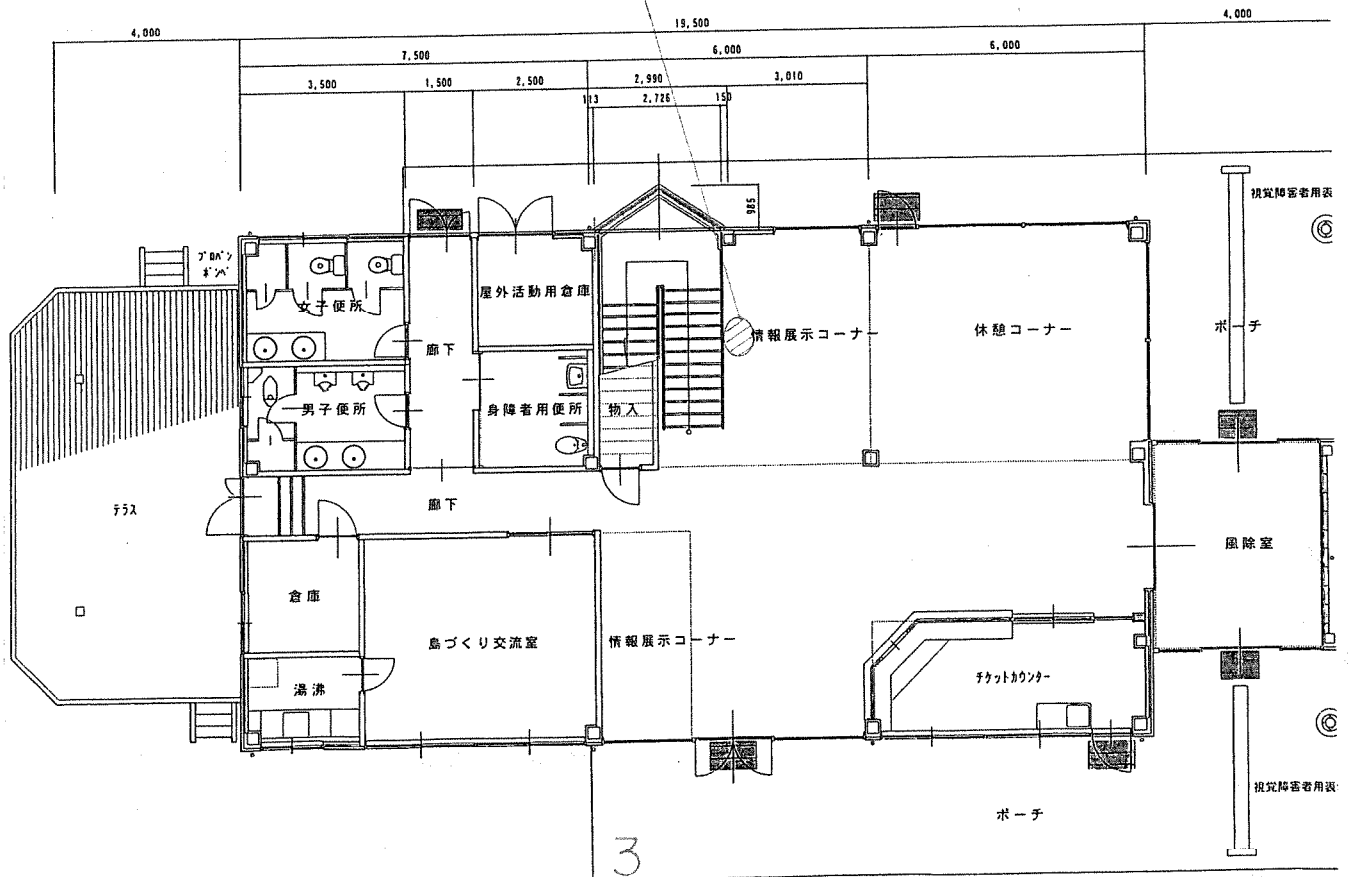 4,000
19,500
4,000
7,500
6,000
6,000
3,500
1,500
2,500
2,990
3,010
113
2,726
150
985
視覚障害者用表
プロパン
ボンベ
女子便所
屋外活動用倉庫
情報展示コーナー
休憩コーナー
ポーチ
廊下
男子便所
身障者用便所
物入
テラス
廊下
風除室
倉庫
島づくり交流室
情報展示コーナー
チケットカウンター
湯沸
視覚障害者用表
ポーチ
3